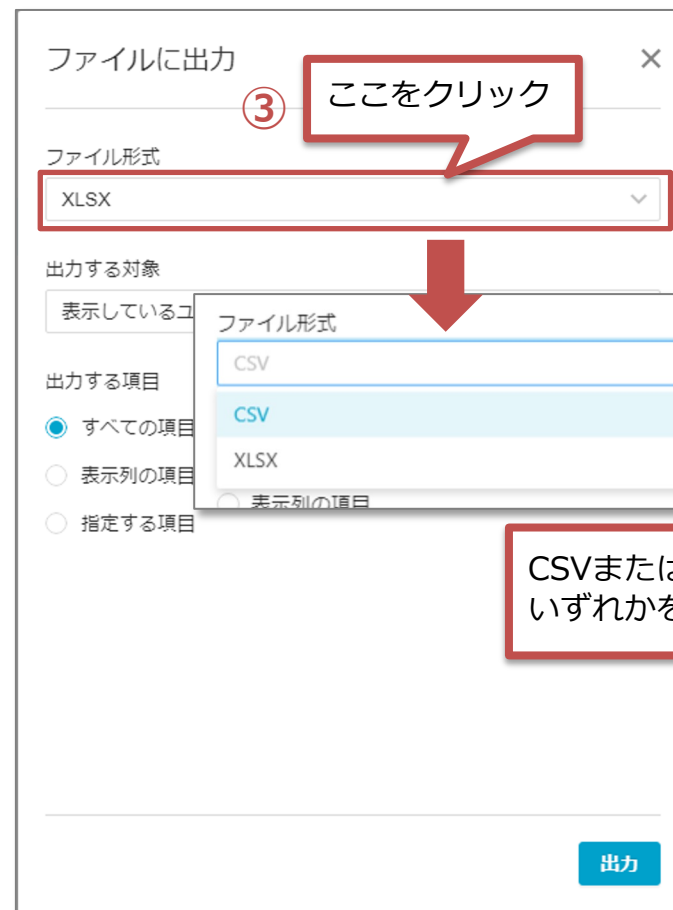 ファイルに出力
③
ここをクリック
ファイル形式
XLSX
出力する対象
表示しているユ
ファイル形式
CSV
CSV
XLSX
表示列の項目
出力する項目
すべての項目
表示列の項目
指定する項目
CSVまたは
いずれかを
出力